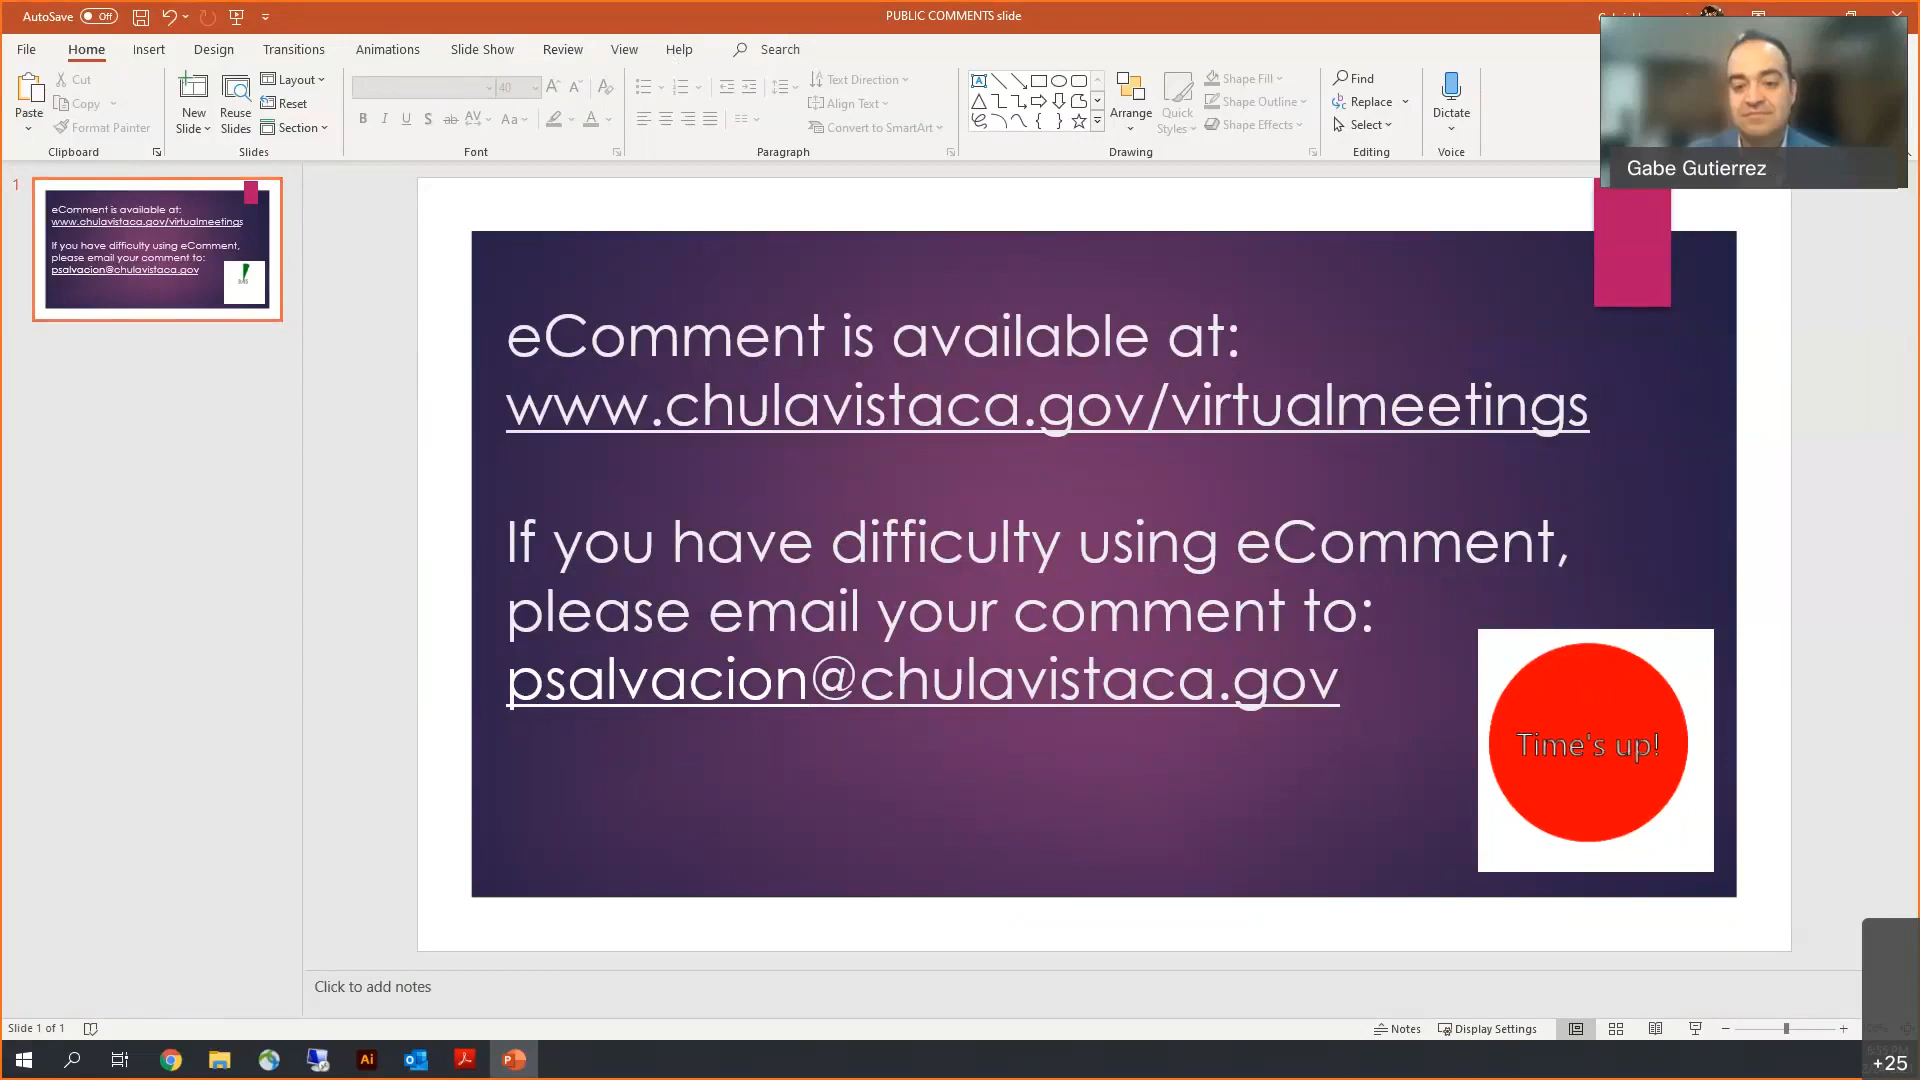 AutoSave Off PUBLIC COMMENTS slide
File Home Insert Design Transitions Animations Slide Show Review View Help Search
Paste Cut Copy Format Painter
Clipboard
New Slide Reuse Slides Layout Reset Section
Slides
40
B I U S ab AV Aa A
Font
Text Direction
Align Text
Convert to SmartArt
Paragraph
Arrange Quick Styles Shape Fill Shape Outline Shape Effects
Drawing
Find
Replace
Select
Editing
Dictate
Voice
Gabe Gutierrez
1
eComment is available at:
www.chulavistaca.gov/virtualmeetings
If you have difficulty using eComment,
please email your comment to:
psalvacion@chulavistaca.gov
eComment is available at:
www.chulavistaca.gov/virtualmeetings
If you have difficulty using eComment,
please email your comment to:
psalvacion@chulavistaca.gov
Time's up!
Click to add notes
Slide 1 of 1 Notes Display Settings
Ai
+25